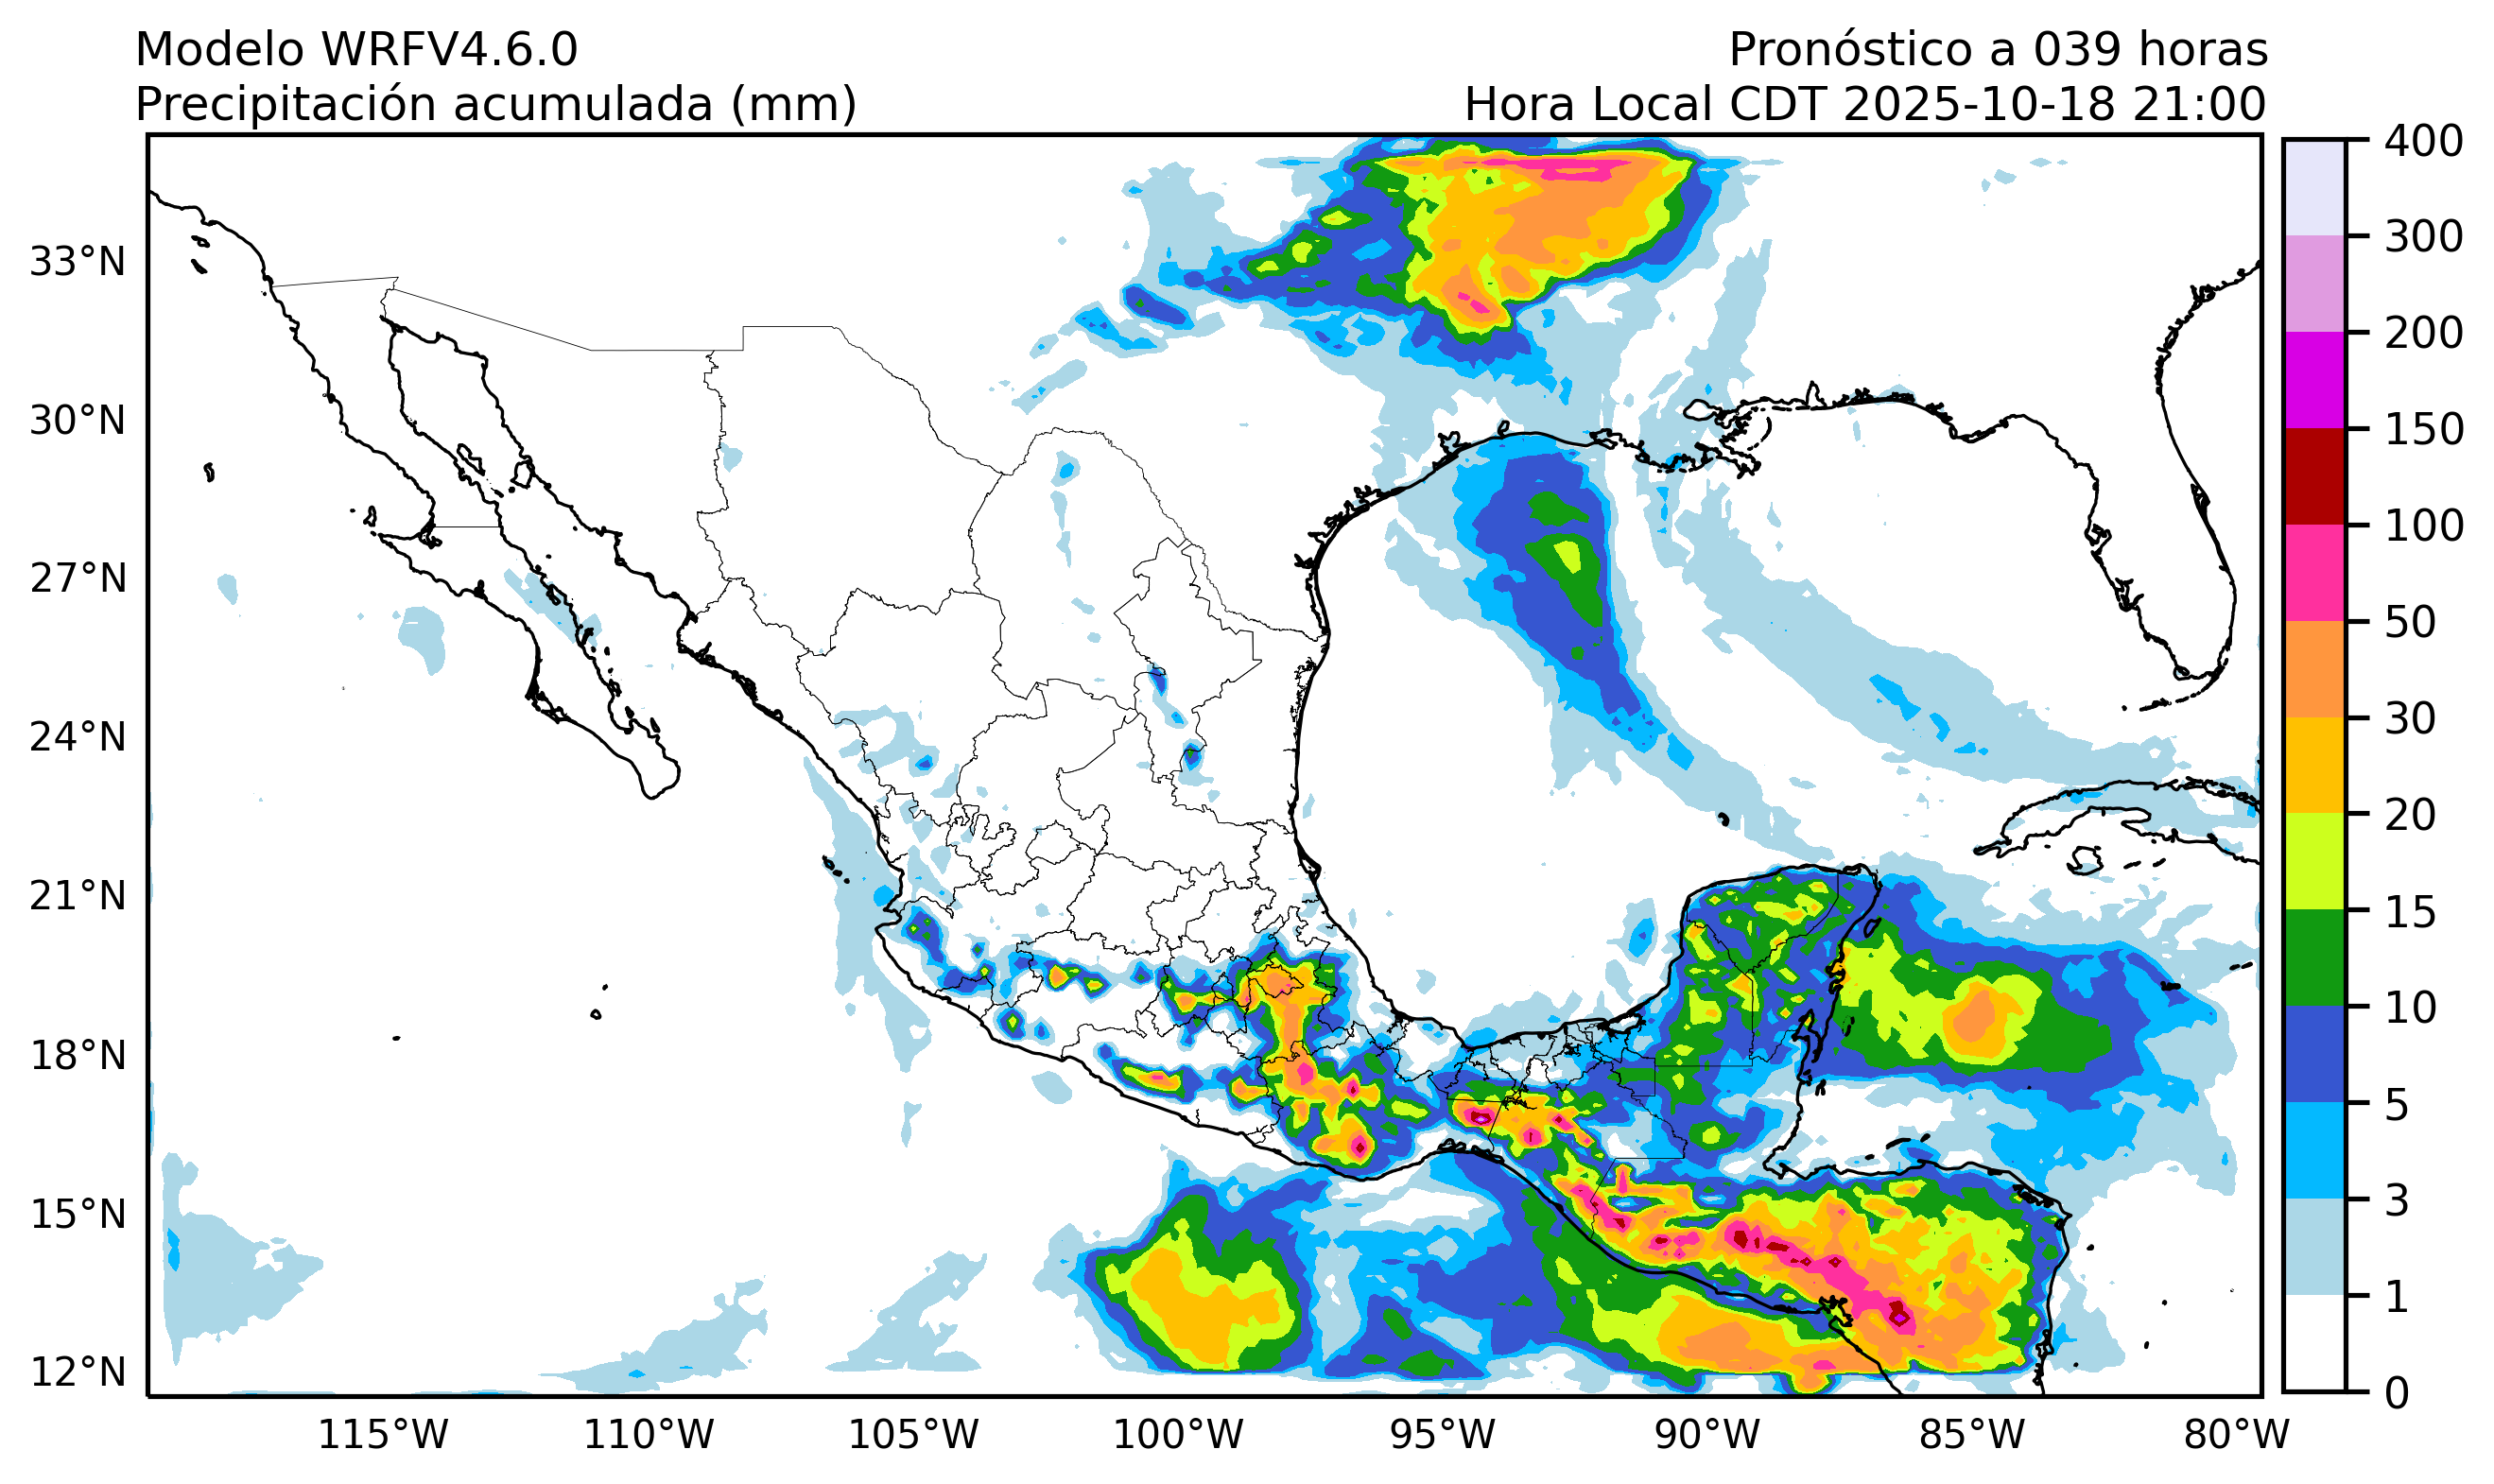 Modelo WRFV4.6.0
Pronóstico a 039 horas
Precipitación acumulada (mm)
Hora Local CDT 2025-10-18 21:00
33°N
30°N
27°N
24°N
21°N
18°N
15°N
12°N
115°W
110°W
105°W
100°W
95°W
90°W
85°W
80°W
400
300
200
150
100
50
30
20
15
10
5
3
1
0